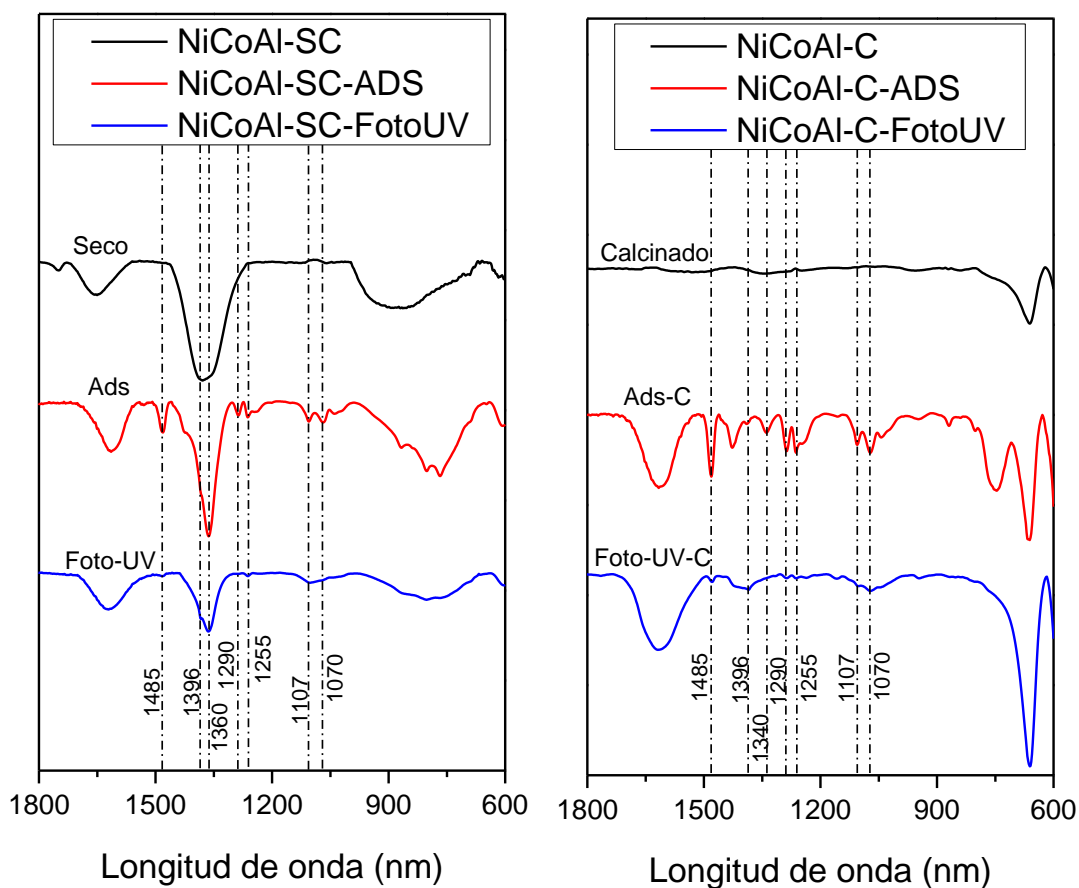 NiCoAl-SC
NiCoAl-SC-ADS
NiCoAl-SC-FotoUV
Seco
Ads
Foto-UV
1485
1396
1360
1290
1255
1107
1070
1800
1500
1200
900
600
Longitud de onda (nm)
NiCoAl-C
NiCoAl-C-ADS
NiCoAl-C-FotoUV
Calcinado
Ads-C
Foto-UV-C
1485
1396
1340
1290
1255
1107
1070
1800
1500
1200
900
600
Longitud de onda (nm)